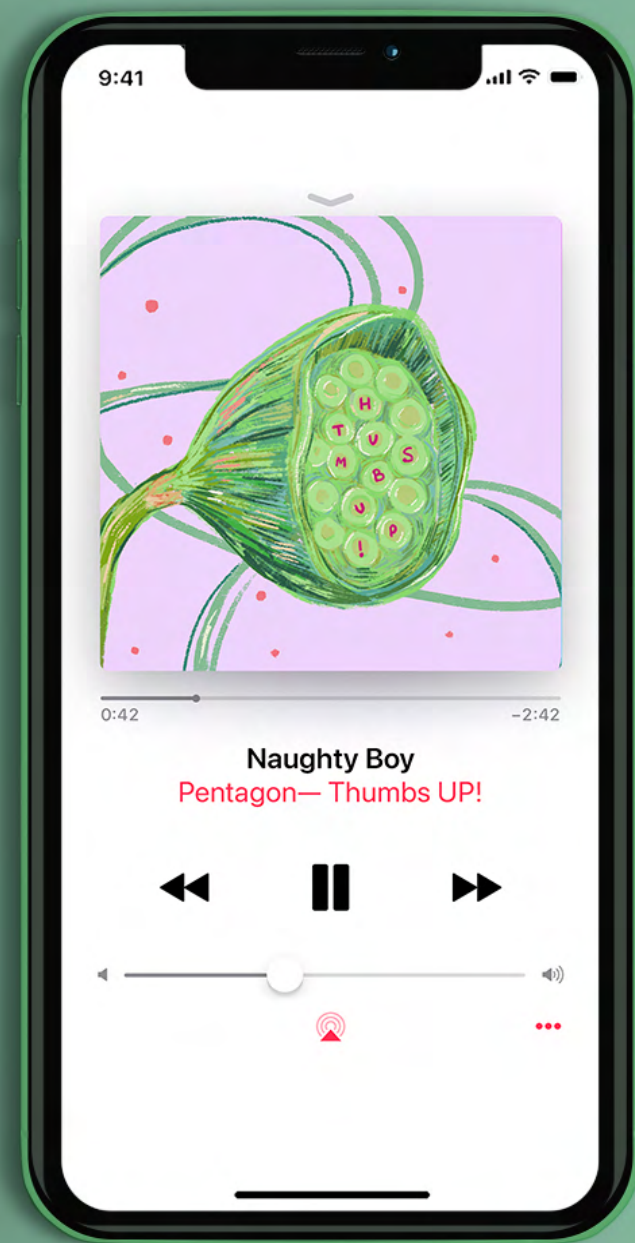 9:41
H
T U S
M B
U P
!
0:42 −2:42
Naughty Boy
Pentagon— Thumbs UP!